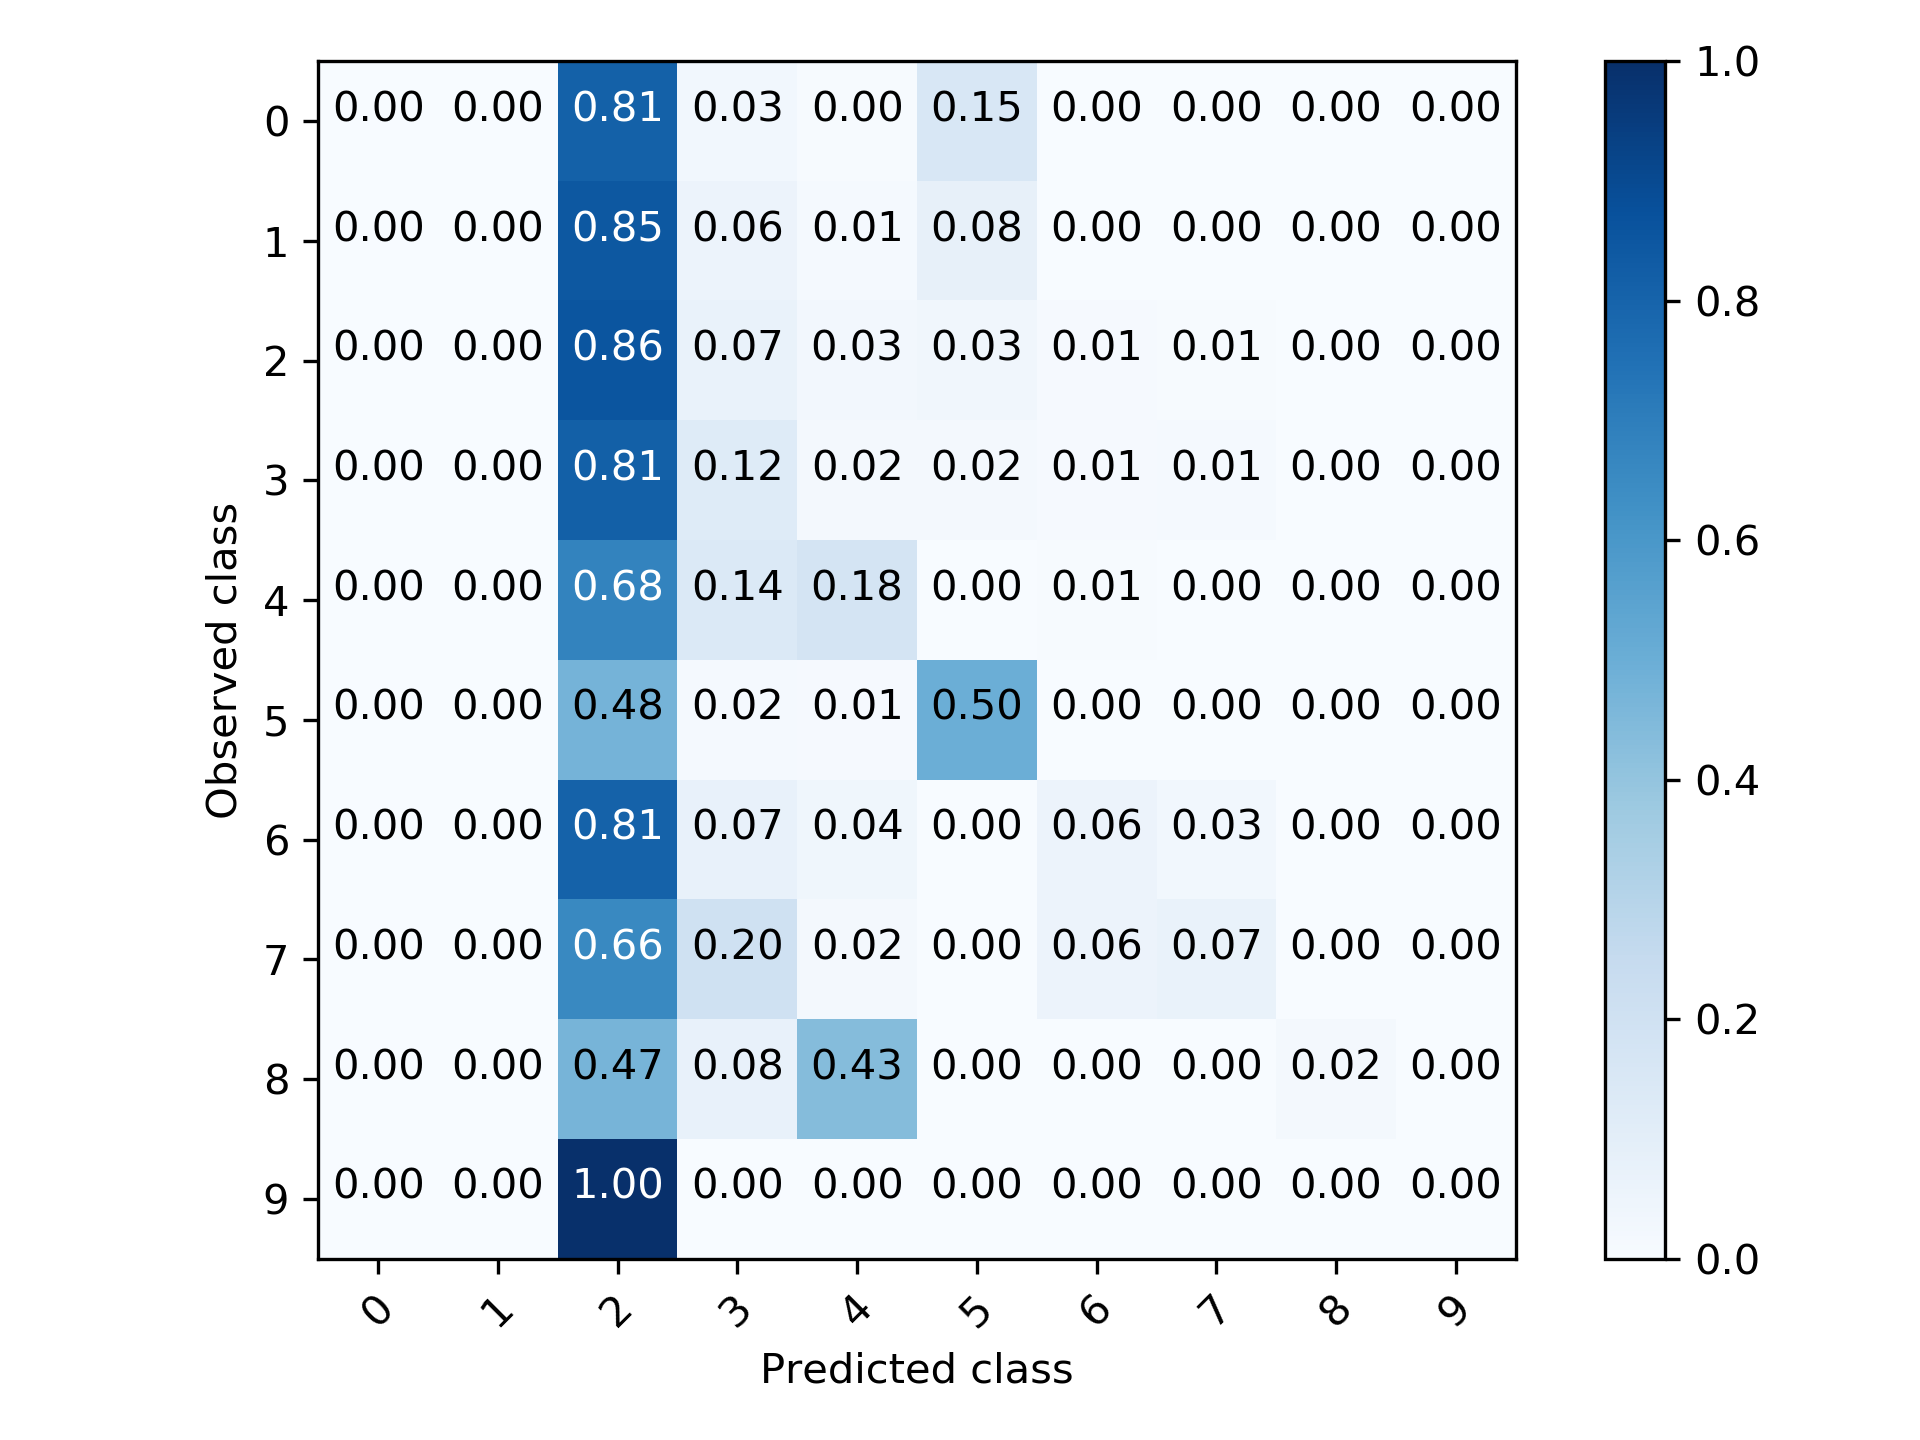 0 0.00 0.00 0.81 0.03 0.00 0.15 0.00 0.00 0.00 0.00
1 0.00 0.00 0.85 0.06 0.01 0.08 0.00 0.00 0.00 0.00
2 0.00 0.00 0.86 0.07 0.03 0.03 0.01 0.01 0.00 0.00
3 0.00 0.00 0.81 0.12 0.02 0.02 0.01 0.01 0.00 0.00
4 0.00 0.00 0.68 0.14 0.18 0.00 0.01 0.00 0.00 0.00
5 0.00 0.00 0.48 0.02 0.01 0.50 0.00 0.00 0.00 0.00
6 0.00 0.00 0.81 0.07 0.04 0.00 0.06 0.03 0.00 0.00
7 0.00 0.00 0.66 0.20 0.02 0.00 0.06 0.07 0.00 0.00
8 0.00 0.00 0.47 0.08 0.43 0.00 0.00 0.00 0.02 0.00
9 0.00 0.00 1.00 0.00 0.00 0.00 0.00 0.00 0.00 0.00
0 1 2 3 4 5 6 7 8 9
Predicted class
Observed class
1.0
0.8
0.6
0.4
0.2
0.0